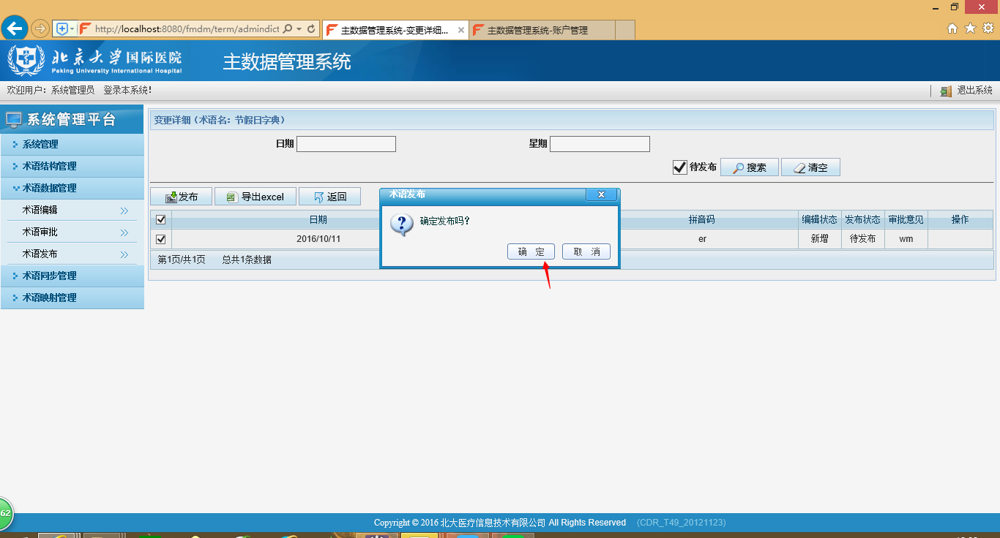 http://localhost:8080/fmdm/term/admindict
主数据管理系统-变更详细...
主数据管理系统-账户管理
北京大学国际医院
Peking University International Hospital
主数据管理系统
欢迎用户：系统管理员 登录本系统！
退出系统
系统管理平台
系统管理
术语结构管理
术语数据管理
术语编辑
术语审批
术语发布
术语同步管理
术语映射管理
变更详细（术语名：节假日字典）
日期
星期
待发布 搜索 清空
发布 导出excel 返回
日期 拼音码 编辑状态 发布状态 审批意见 操作
2016/10/11 er 新增 待发布 wm
第1页/共1页 总共1条数据
术语发布
X
确定发布吗？
确 定 取 消
62
Copyright © 2016 北大医疗信息技术有限公司 All Rights Reserved (CDR_T49_20121123)